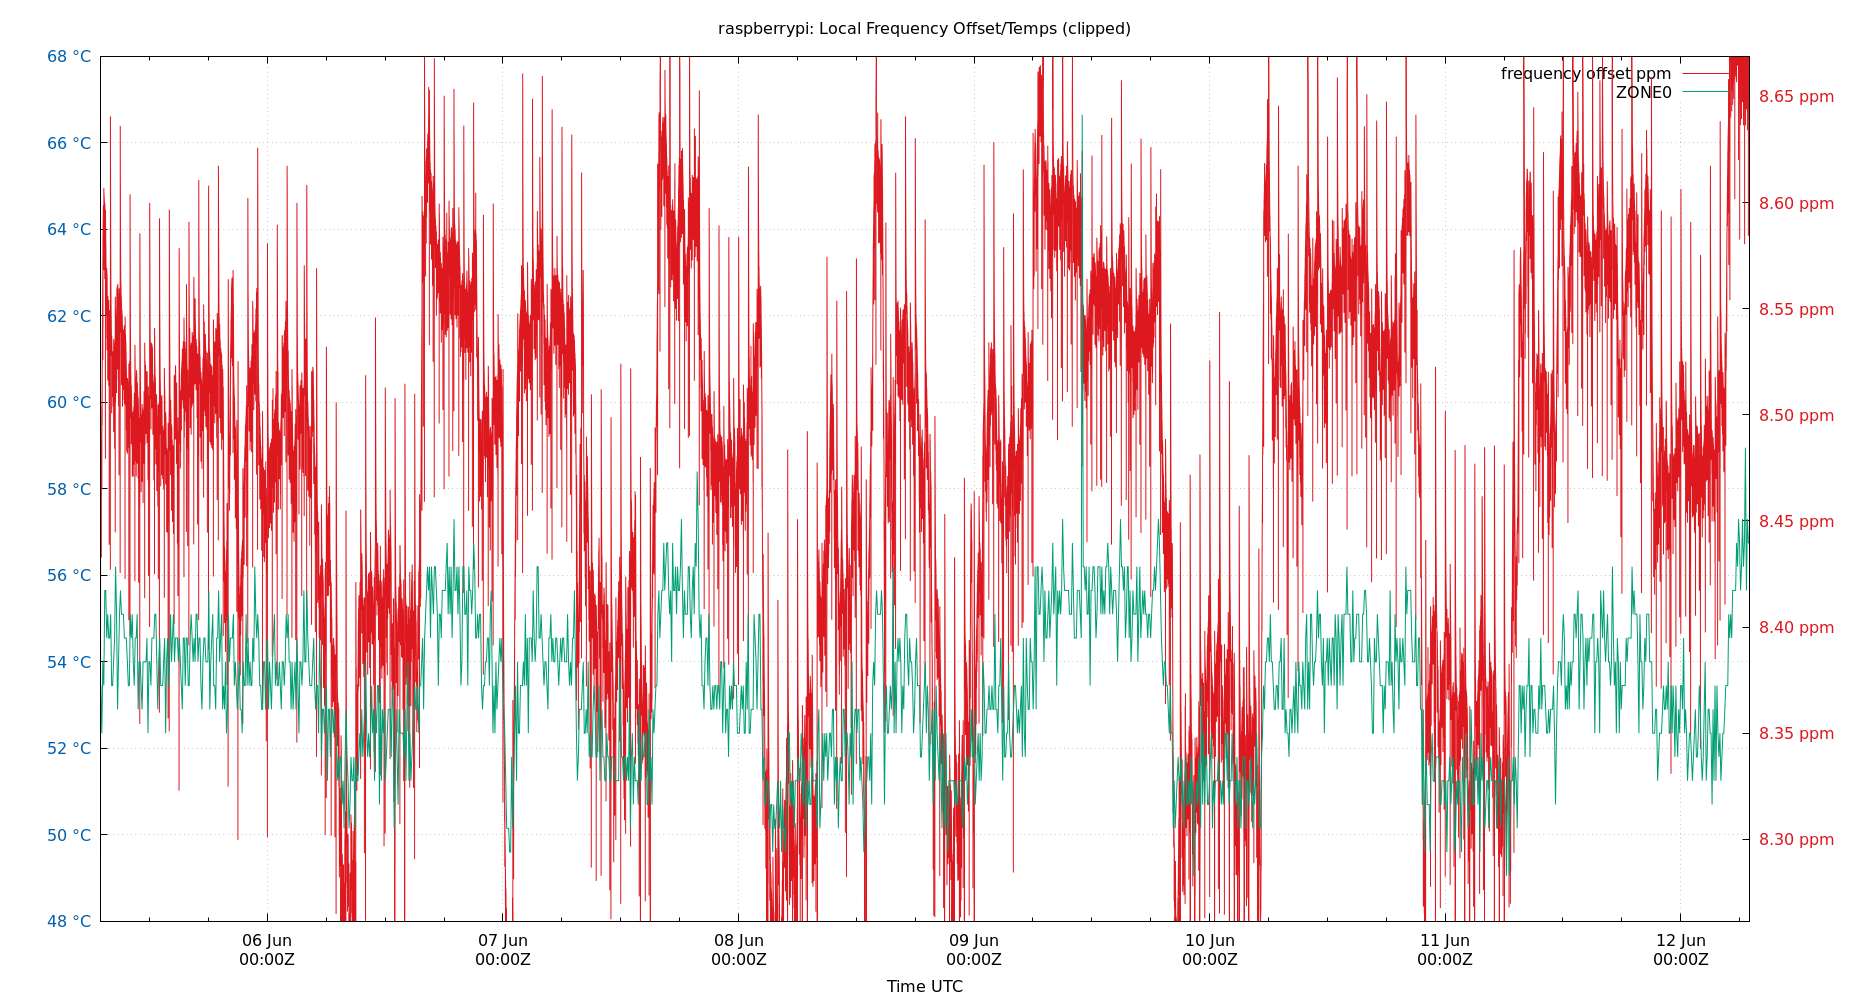 raspberrypi: Local Frequency Offset/Temps (clipped)
68 °C
66 °C
64 °C
62 °C
60 °C
58 °C
56 °C
54 °C
52 °C
50 °C
48 °C
frequency offset ppm
ZONE0
8.65 ppm
8.60 ppm
8.55 ppm
8.50 ppm
8.45 ppm
8.40 ppm
8.35 ppm
8.30 ppm
06 Jun
00:00Z
07 Jun
00:00Z
08 Jun
00:00Z
09 Jun
00:00Z
10 Jun
00:00Z
11 Jun
00:00Z
12 Jun
00:00Z
Time UTC